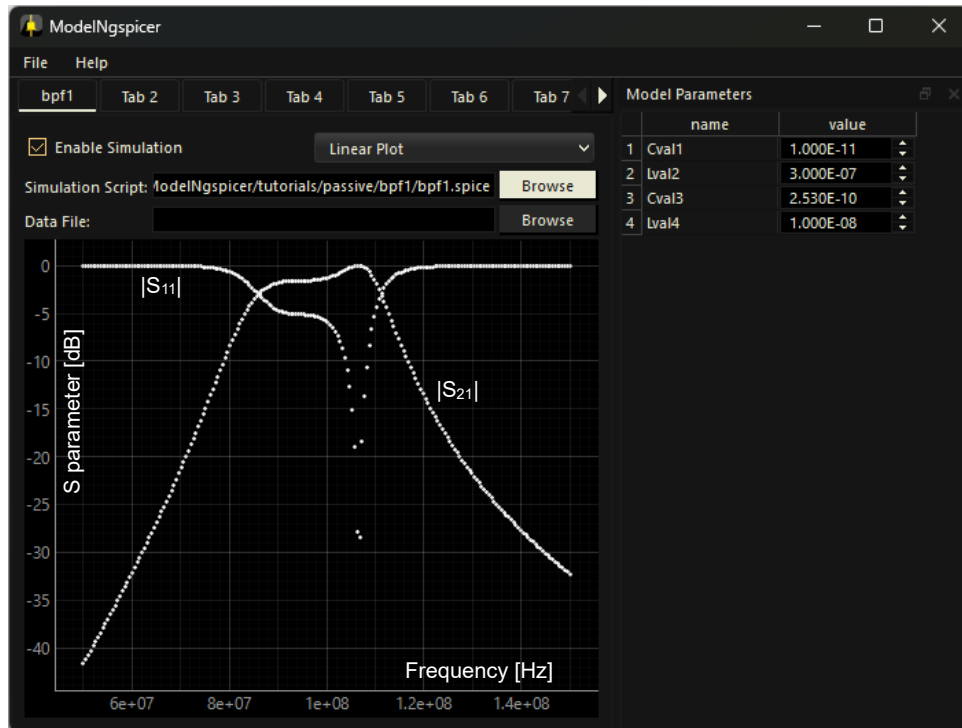 ModelNgspicer
File Help
bpf1 Tab 2 Tab 3 Tab 4 Tab 5 Tab 6 Tab 7
Enable Simulation Linear Plot
Simulation Script: ModelNgspicer/tutorials/passive/bpf1/bpf1.spice Browse
Data File: Browse
0
-5
-10
-15
-20
-25
-30
-35
-40
S parameter [dB]
|S₁₁|
|S₂₁|
Frequency [Hz]
6e+07 8e+07 1e+08 1.2e+08 1.4e+08
Model Parameters
name value
1 Cval1 1.000E-11
2 Lval2 3.000E-07
3 Cval3 2.530E-10
4 Lval4 1.000E-08